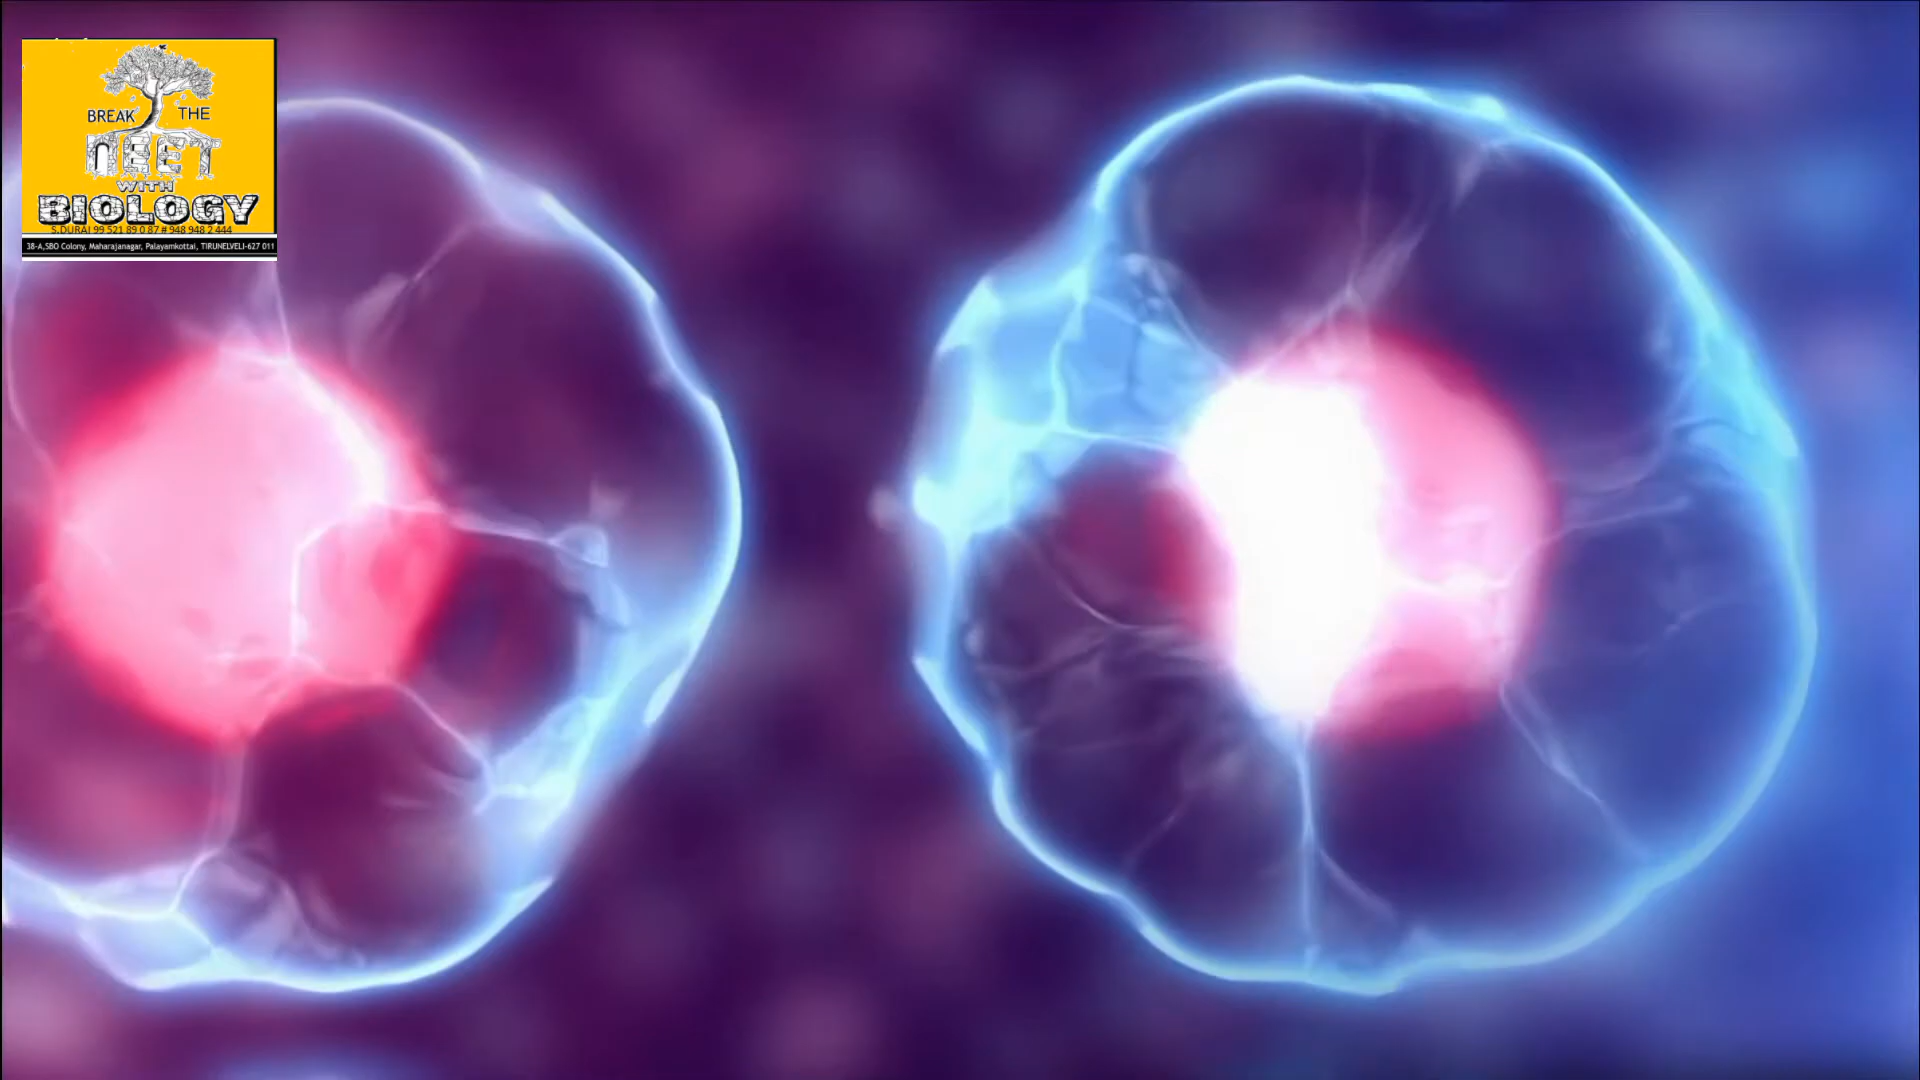 BREAK THE
NEET
WITH
BIOLOGY
S.DURAI 99 521 89 0 87 # 948 948 2 444
38-A,SBO Colony, Maharajanagar, Palayamkottai, TIRUNELVELI-627 011